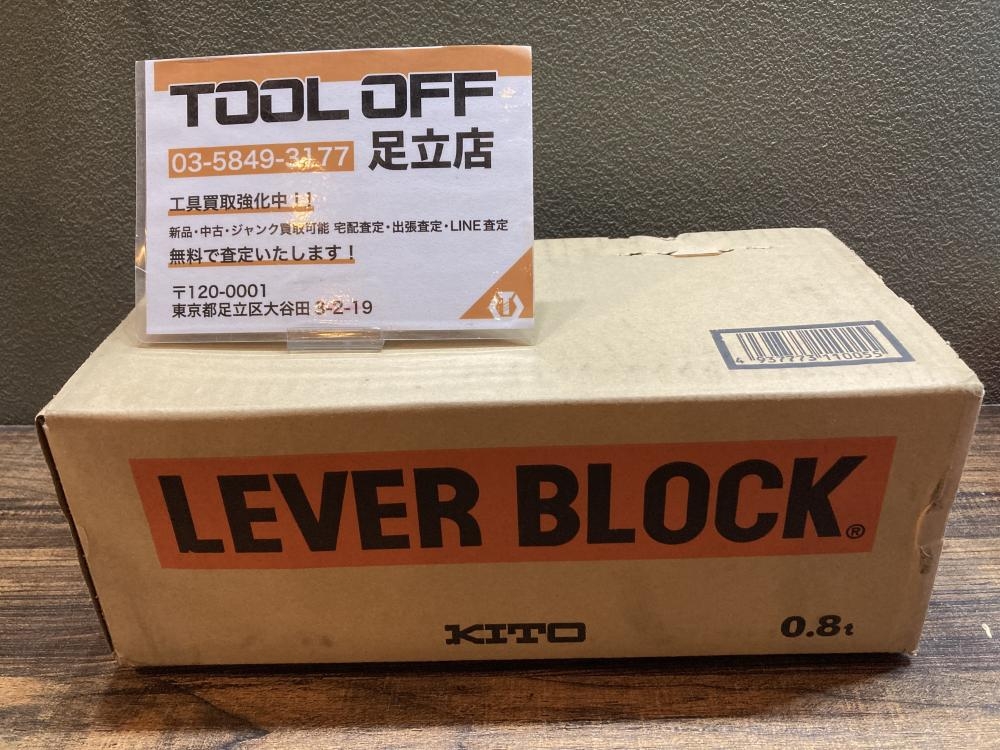 TOOL OFF
03-5849-3177 足立店
工具買取強化中!!
新品・中古・ジャンク買取可能 宅配査定・出張査定・LINE査定
無料で査定いたします!
〒120-0001
東京都足立区大谷田 3-2-19
4 937773 110055
LEVER BLOCK®
KITO
0.8t